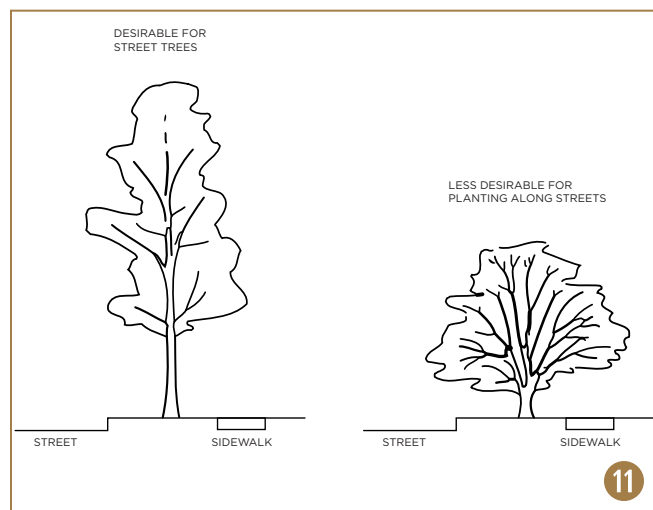 DESIRABLE FOR
STREET TREES
LESS DESIRABLE FOR
PLANTING ALONG STREETS
STREET
SIDEWALK
STREET
SIDEWALK
11